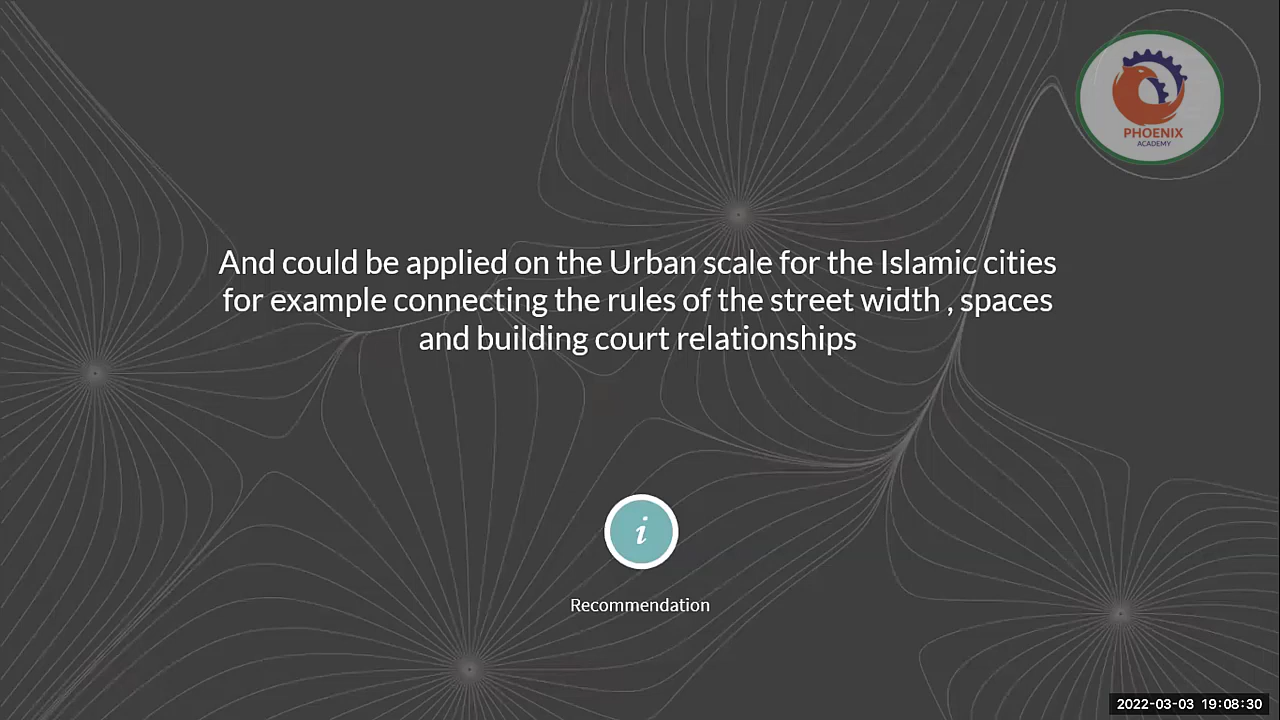 PHOENIX
ACADEMY
And could be applied on the Urban scale for the Islamic cities
for example connecting the rules of the street width , spaces
and building court relationships
i
Recommendation
2022-03-03 19:08:30